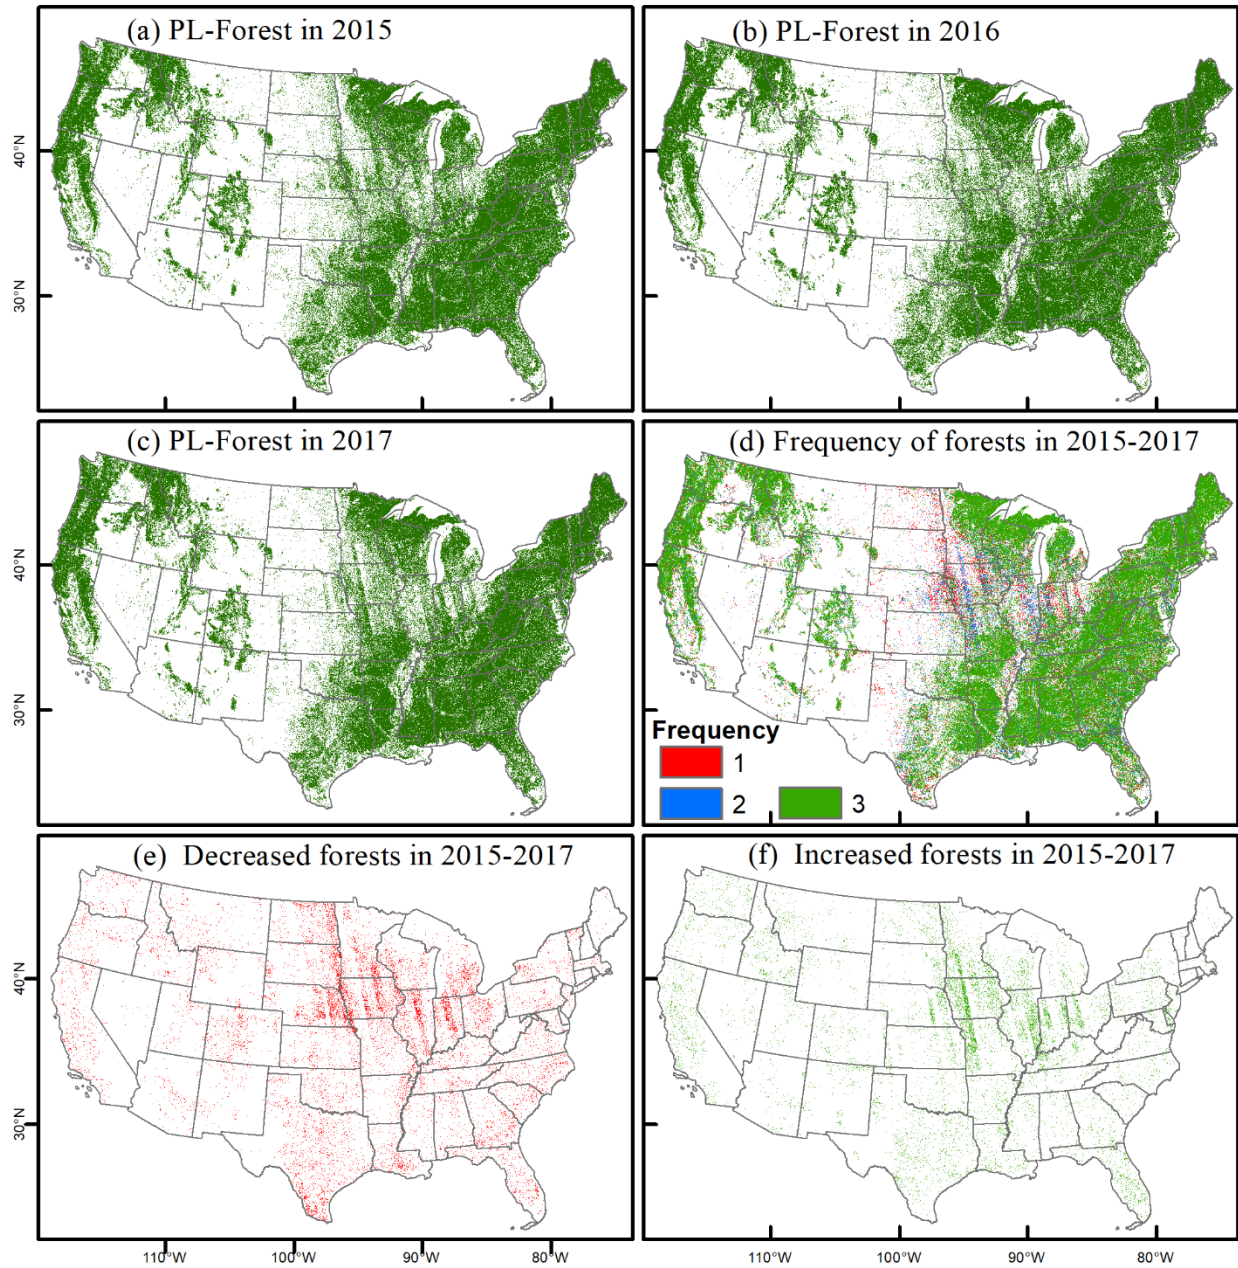 (a) PL-Forest in 2015
(b) PL-Forest in 2016
40°N
30°N
(c) PL-Forest in 2017
(d) Frequency of forests in 2015-2017
40°N
30°N
Frequency
1
2
3
(e) Decreased forests in 2015-2017
(f) Increased forests in 2015-2017
40°N
30°N
110°W
100°W
90°W
80°W
110°W
100°W
90°W
80°W